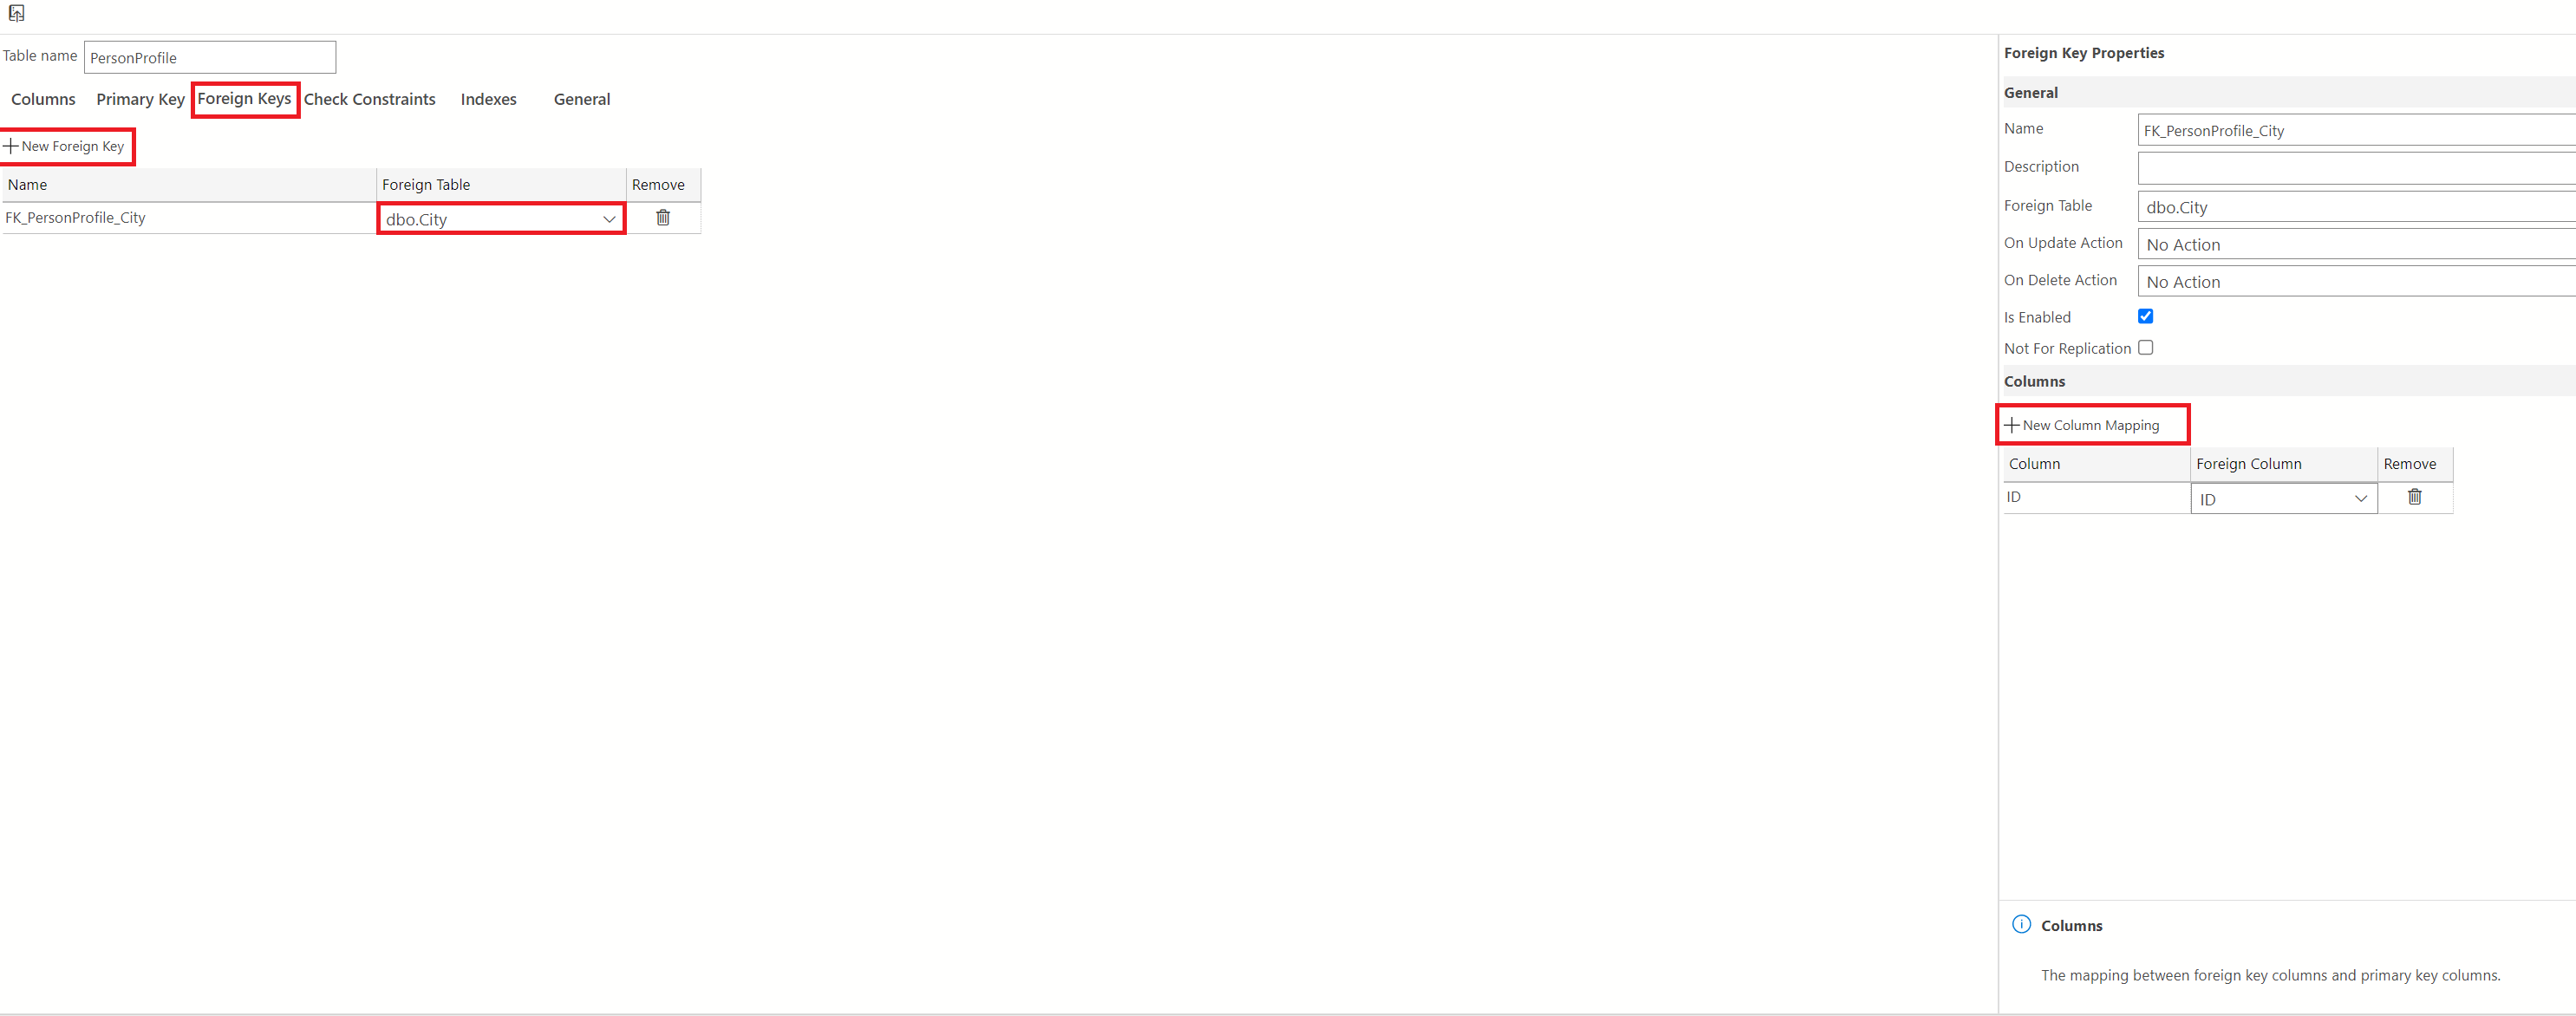 Table name PersonProfile
Columns Primary Key Foreign Keys Check Constraints Indexes General
New Foreign Key
Name Foreign Table Remove
FK_PersonProfile_City dbo.City
Foreign Key Properties
General
Name FK_PersonProfile_City
Description
Foreign Table dbo.City
On Update Action No Action
On Delete Action No Action
Is Enabled
Not For Replication
Columns
New Column Mapping
Column Foreign Column Remove
ID ID
Columns
The mapping between foreign key columns and primary key columns.